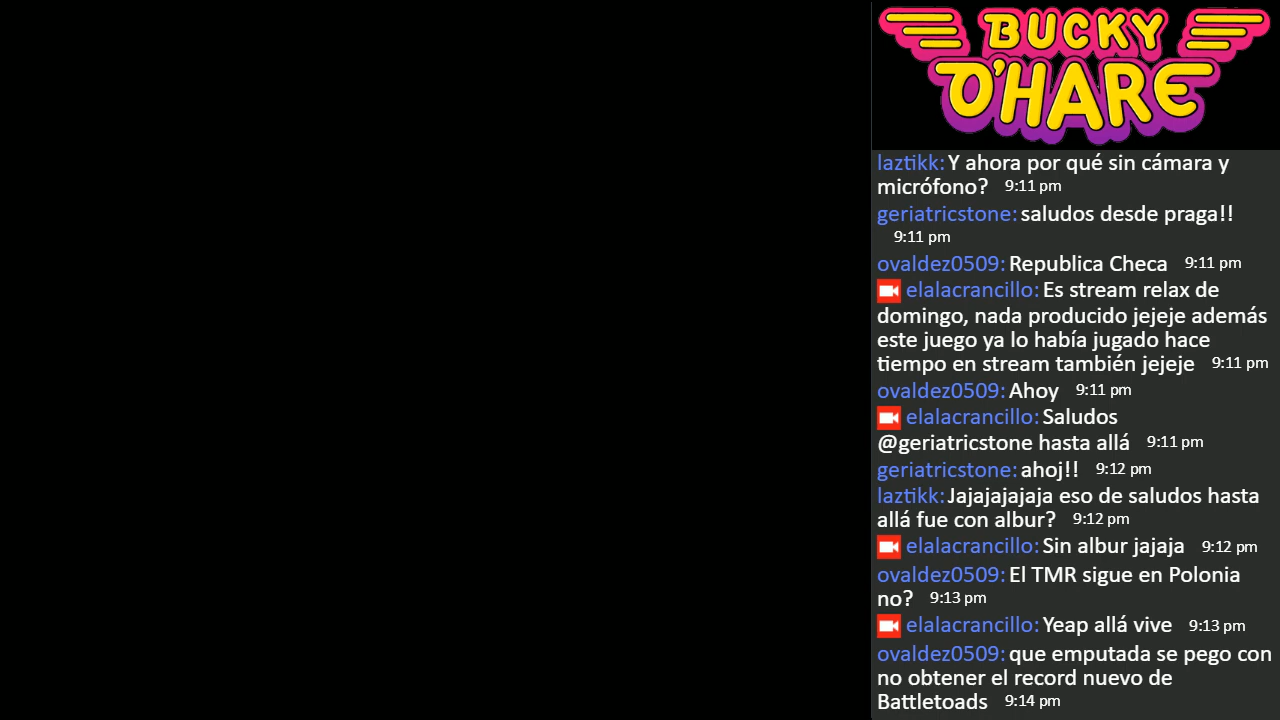 BUCKY
O'HARE
laztikk: Y ahora por qué sin cámara y
micrófono? 9:11 pm
geriatricstone: saludos desde praga!!
9:11 pm
ovaldez0509: Republica Checa 9:11 pm
elalacrancillo: Es stream relax de
domingo, nada producido jejeje además
este juego ya lo había jugado hace
tiempo en stream también jejeje 9:11 pm
ovaldez0509: Ahoy 9:11 pm
elalacrancillo: Saludos
@geriatricstone hasta allá 9:11 pm
geriatricstone: ahoj!! 9:12 pm
laztikk: Jajajajajaja eso de saludos hasta
allá fue con albur? 9:12 pm
elalacrancillo: Sin albur jajaja 9:12 pm
ovaldez0509: El TMR sigue en Polonia
no? 9:13 pm
elalacrancillo: Yeap allá vive 9:13 pm
ovaldez0509: que emputada se pego con
no obtener el record nuevo de
Battletoads 9:14 pm